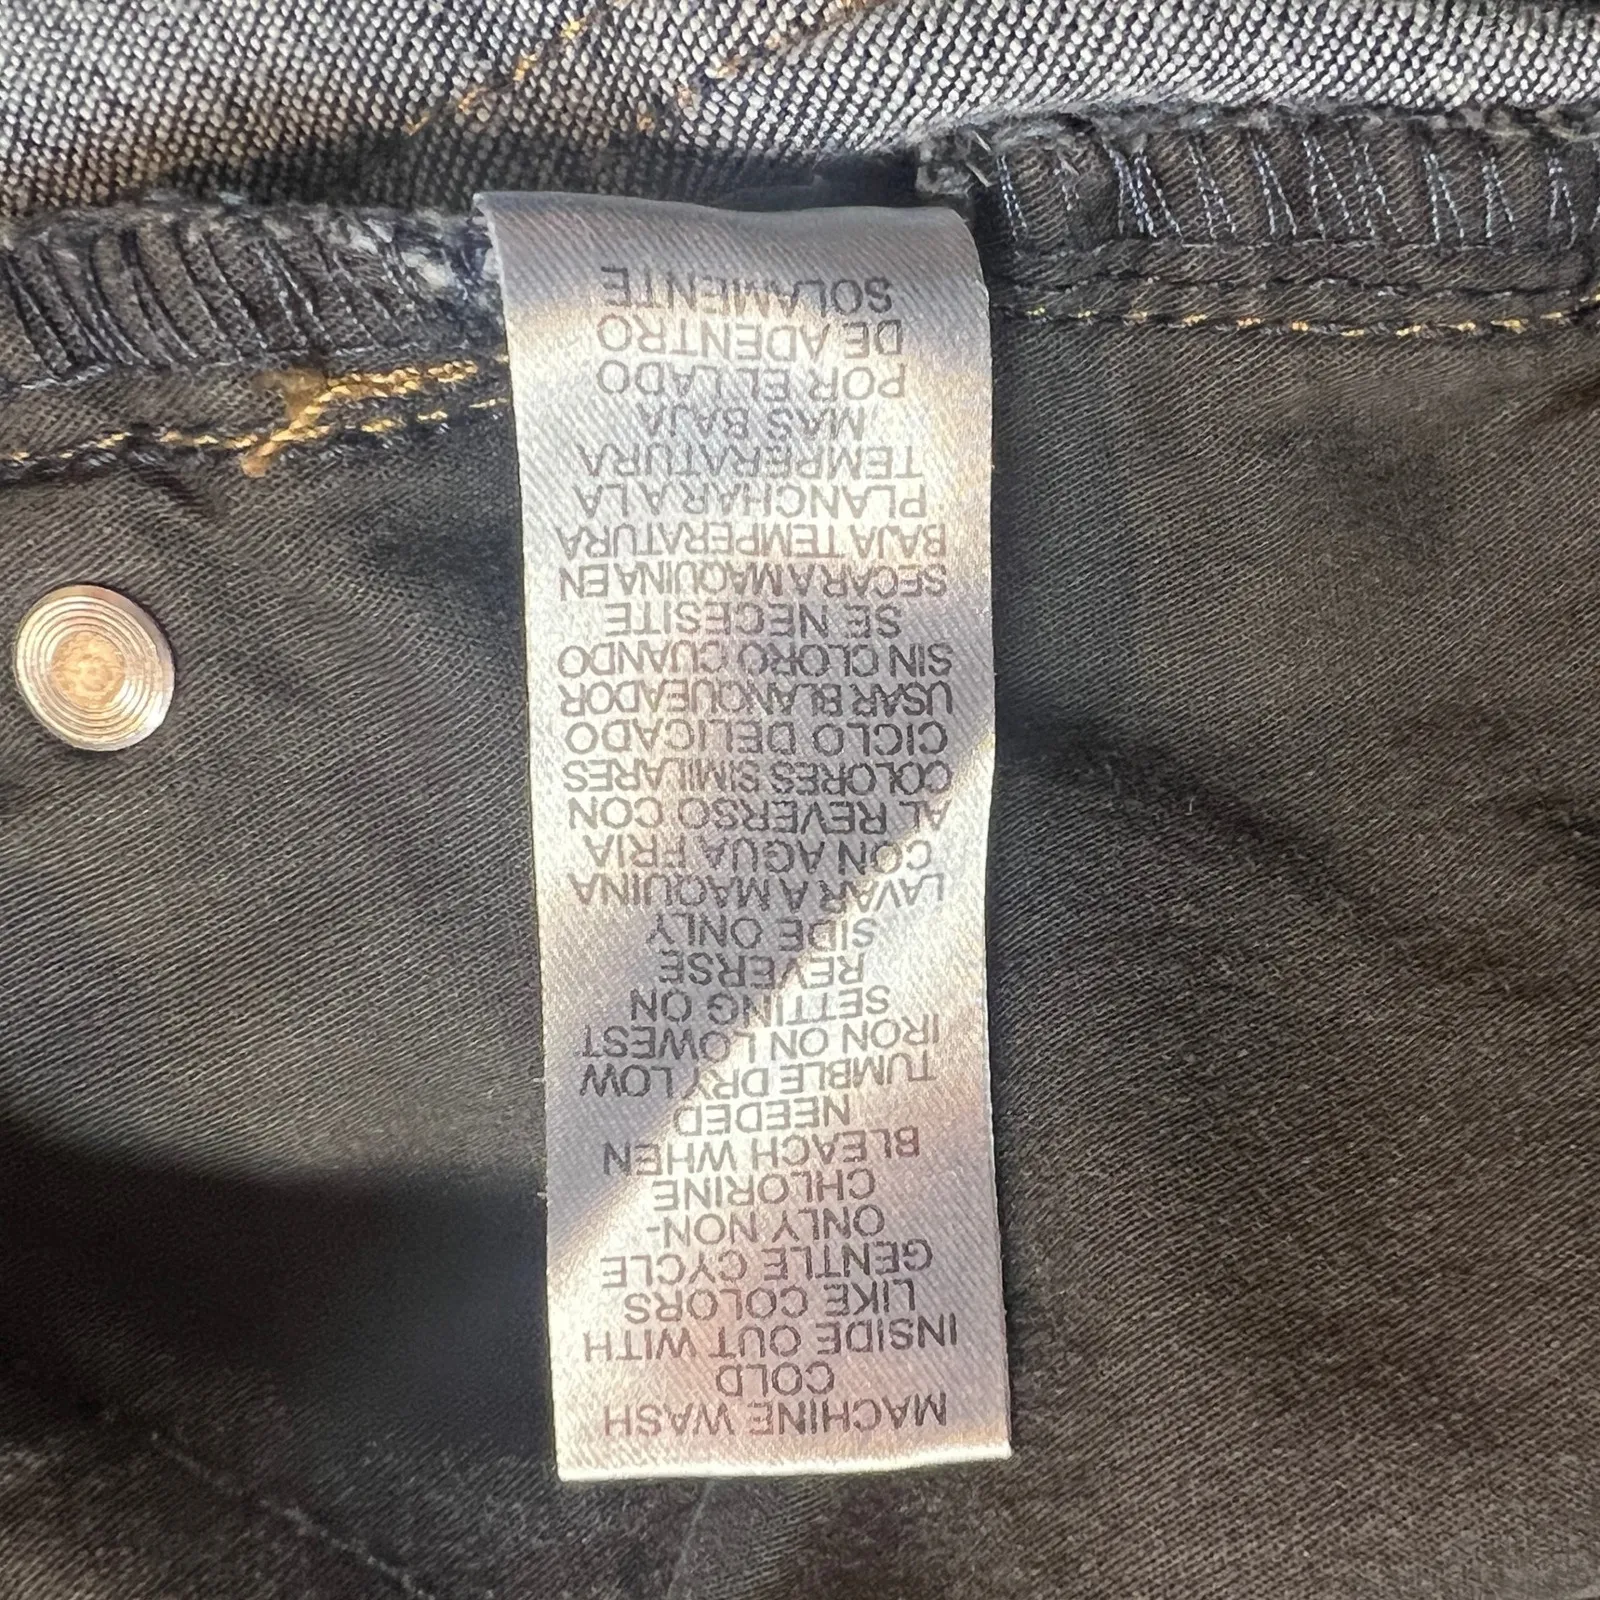 MACHINE WASH
COLD
INSIDE OUT WITH
LIKE COLORS
GENTLE CYCLE
ONLY NON-
CHLORINE
BLEACH WHEN
NEEDED
TUMBLE DRY LOW
IRON ON LOWEST
SETTING ON
REVERSE
SIDE ONLY
LAVAR A MAQUINA
CON AGUA FRIA
AL REVERSO CON
COLORES SIMILARES
CICLO DELICADO
USAR BLANQUEADOR
SIN CLORO CUANDO
SE NECESITE
SECAR A MAQUINA EN
BAJA TEMPERATURA
PLANCHAR A LA
TEMPERATURA
MAS BAJA
POR EL LADO
DE ADENTRO
SOLAMENTE